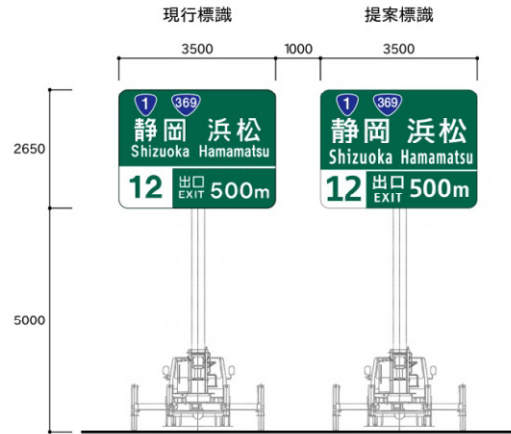 現行標識 提案標識
3500 1000 3500
2650
5000
1 369
静岡 浜松
Shizuoka Hamamatsu
12 出口 EXIT 500m
1 369
静岡 浜松
Shizuoka Hamamatsu
12 出口 EXIT 500m